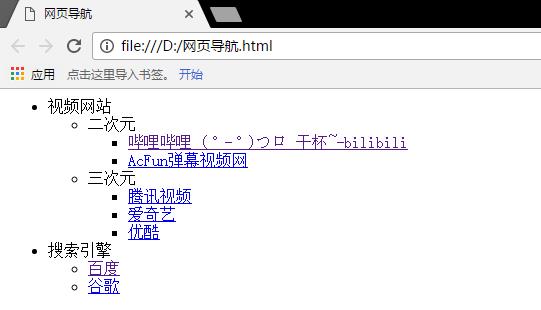 网页导航
file:///D:/网页导航.html
应用 点击这里导入书签。 开始
视频网站
二次元
哔哩哔哩 (゜-゜)つロ 干杯~-bilibili
AcFun弹幕视频网
三次元
腾讯视频
爱奇艺
优酷
搜索引擎
百度
谷歌